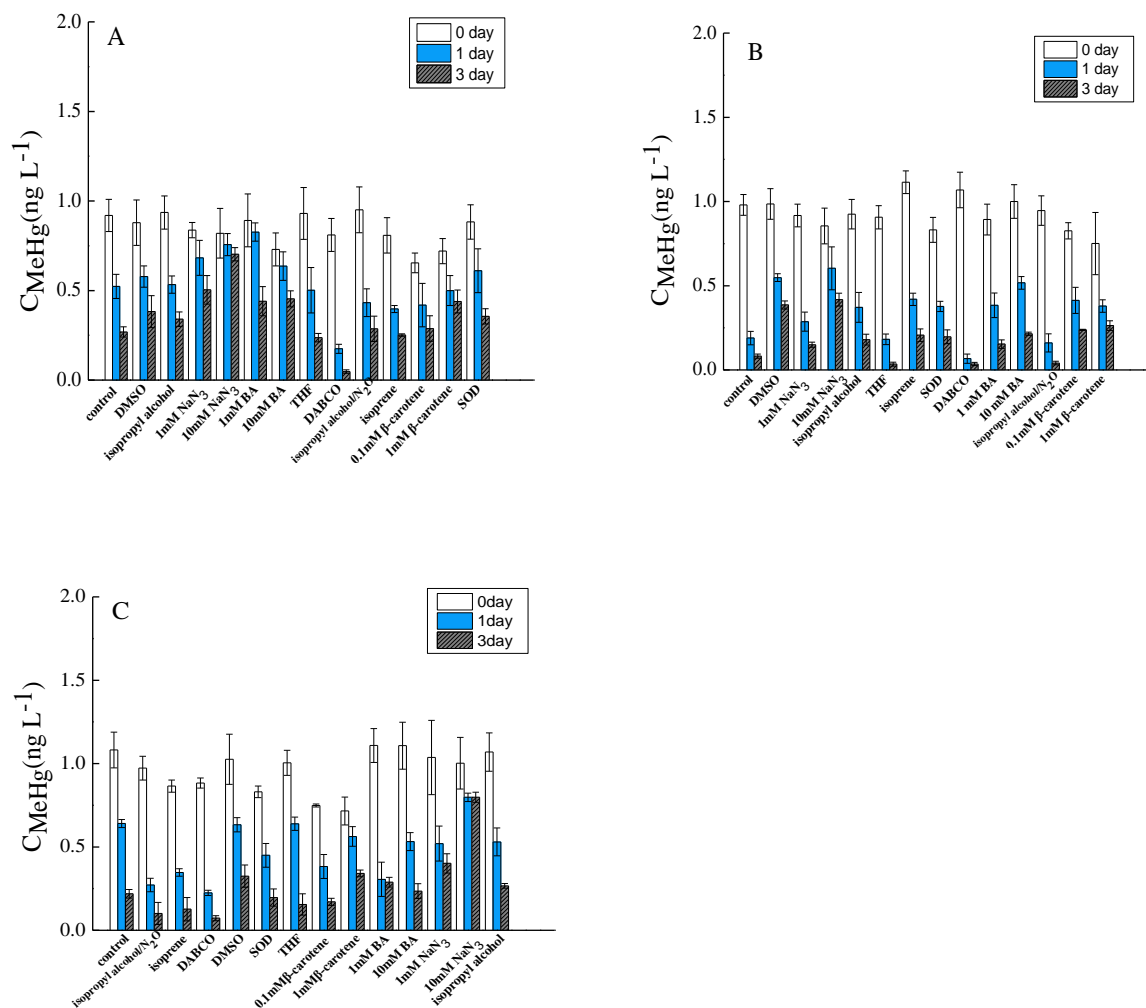 A
0 day
1 day
3 day
2.0
1.5
1.0
0.5
0.0
C_MeHg(ng L⁻¹)
control
DMSO
isopropyl alcohol
1mM NaN₃
10mM NaN₃
1mM BA
10mM BA
THF
DABCO
isopropyl alcohol/N₂O
isoprene
0.1mM β-carotene
1mM β-carotene
SOD
B
0 day
1 day
3 day
2.0
1.5
1.0
0.5
0.0
C_MeHg(ng L⁻¹)
control
DMSO
1mM NaN₃
10mM NaN₃
isopropyl alcohol
THF
isoprene
SOD
DABCO
1 mM BA
10 mM BA
isopropyl alcohol/N₂O
0.1mM β-carotene
1mM β-carotene
C
0day
1day
3day
2.0
1.5
1.0
0.5
0.0
C_MeHg(ng L⁻¹)
control
isopropyl alcohol/N₂O
isoprene
DABCO
DMSO
SOD
THF
0.1mMβ-carotene
1mMβ-carotene
1mM BA
10mM BA
1mM NaN₃
10mM NaN₃
isopropyl alcohol